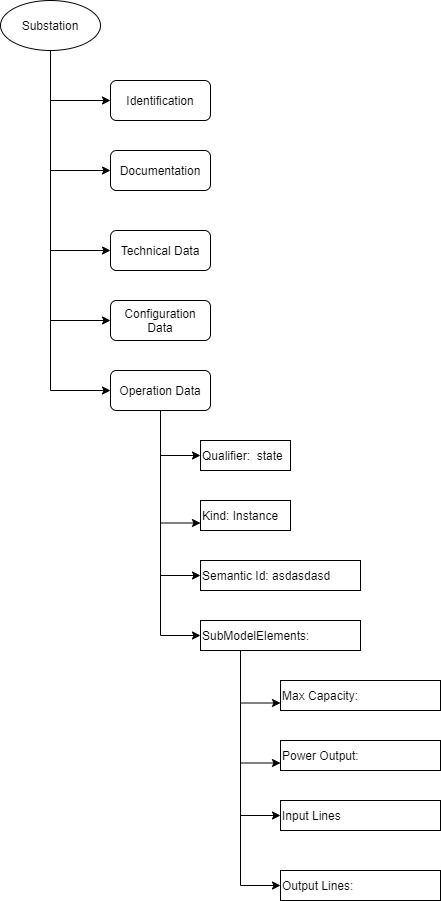 Substation
Identification
Documentation
Technical Data
Configuration
Data
Operation Data
Qualifier:  state
Kind: Instance
Semantic Id: asdasdasd
SubModelElements:
Max Capacity:
Power Output:
Input Lines
Output Lines: